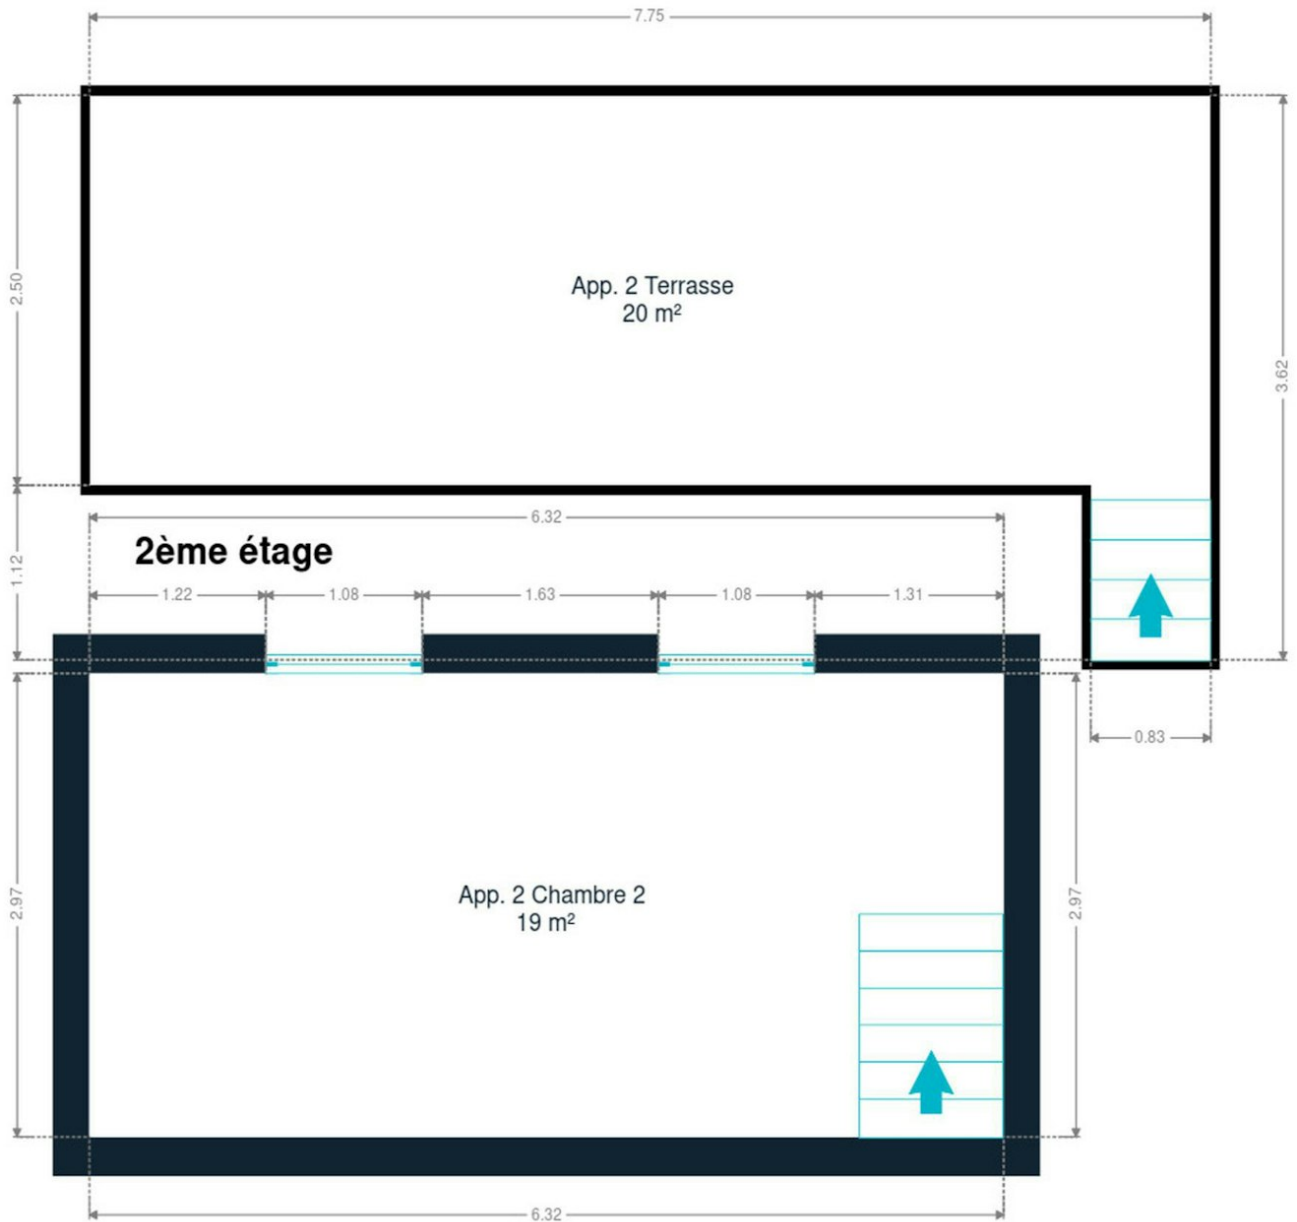 7.75
2.50
App. 2 Terrasse
20 m²
3.62
6.32
2ème étage
1.12
1.22
1.08
1.63
1.08
1.31
0.83
2.97
App. 2 Chambre 2
19 m²
2.97
6.32